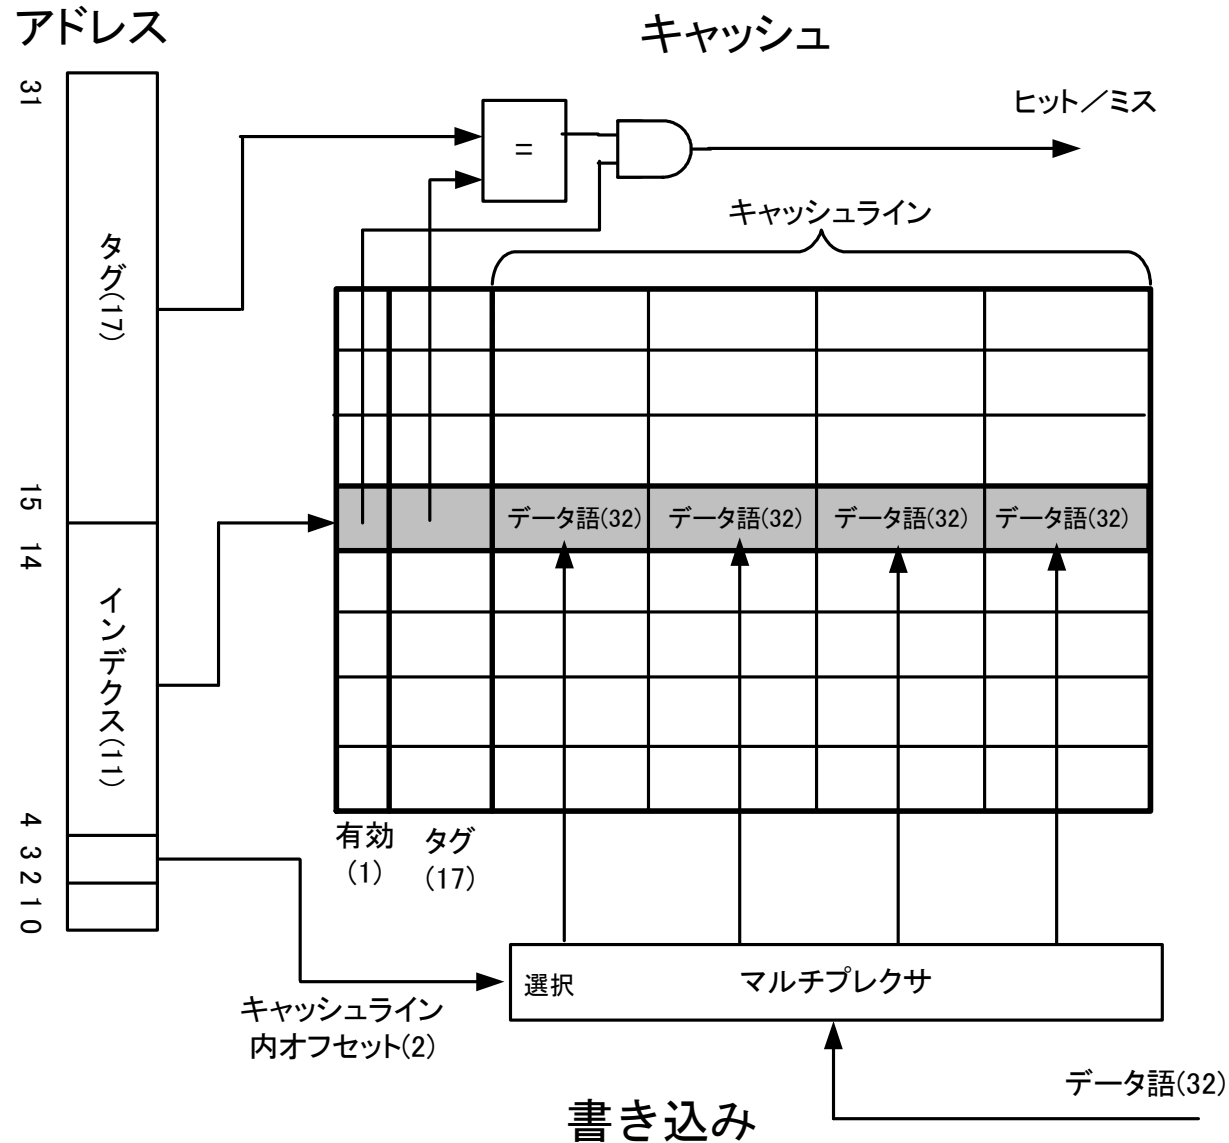 アドレス
キャッシュ
31
ヒット／ミス
=
キャッシュライン
タグ(17)
15
データ語(32) データ語(32) データ語(32) データ語(32)
14
インデクス(11)
4
有効
(1)
タグ
(17)
3
2
1
0
選択
マルチプレクサ
キャッシュライン
内オフセット(2)
データ語(32)
書き込み